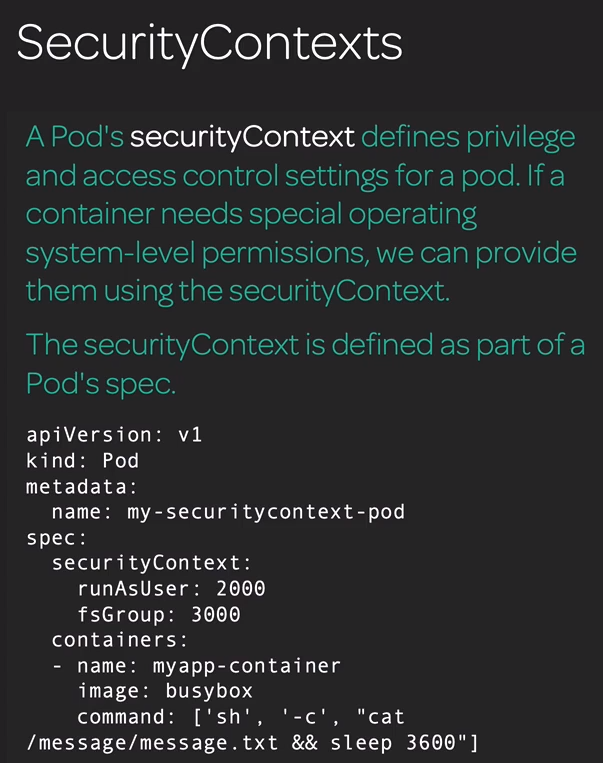 SecurityContexts
A Pod's securityContext defines privilege
and access control settings for a pod. If a
container needs special operating
system-level permissions, we can provide
them using the securityContext.
The securityContext is defined as part of a
Pod's spec.
apiVersion: v1
kind: Pod
metadata:
  name: my-securitycontext-pod
spec:
  securityContext:
    runAsUser: 2000
    fsGroup: 3000
  containers:
  - name: myapp-container
    image: busybox
    command: ['sh', '-c', "cat
/message/message.txt && sleep 3600"]